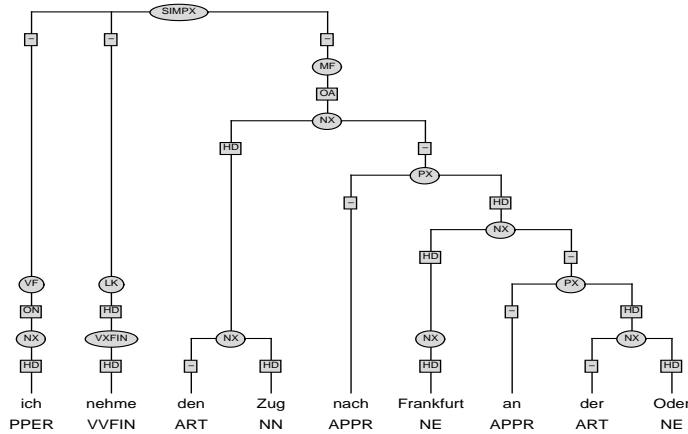 SIMPX
– – –
MF
OA
NX
HD –
PX
– HD
NX
HD –
VF LK PX
ON HD – HD
NX VXFIN NX NX NX
HD HD – HD HD – HD
ich nehme den Zug nach Frankfurt an der Oder
PPER VVFIN ART NN APPR NE APPR ART NE